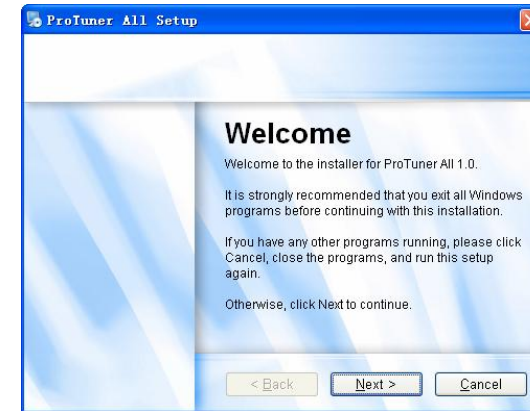 ProTuner All Setup
Welcome
Welcome to the installer for ProTuner All 1.0.
It is strongly recommended that you exit all Windows
programs before continuing with this installation.
If you have any other programs running, please click
Cancel, close the programs, and run this setup
again.
Otherwise, click Next to continue.
< Back
Next >
Cancel